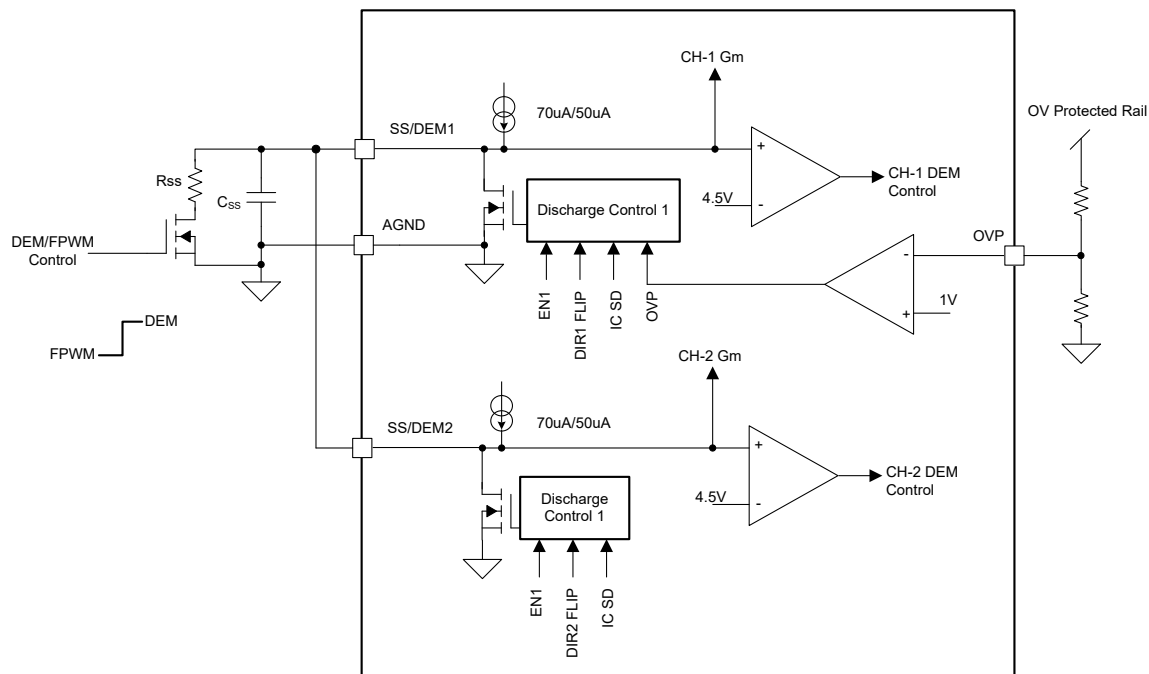 CH-1 Gm
70uA/50uA
OV Protected Rail
SS/DEM1
+
Rss
CSS
4.5V
-
CH-1 DEM
Control
Discharge Control 1
AGND
DEM/FPWM
Control
OVP
-
EN1
DIR1 FLIP
IC SD
OVP
1V
+
DEM
FPWM
CH-2 Gm
70uA/50uA
SS/DEM2
+
4.5V
-
CH-2 DEM
Control
Discharge
Control 1
EN1
DIR2 FLIP
IC SD